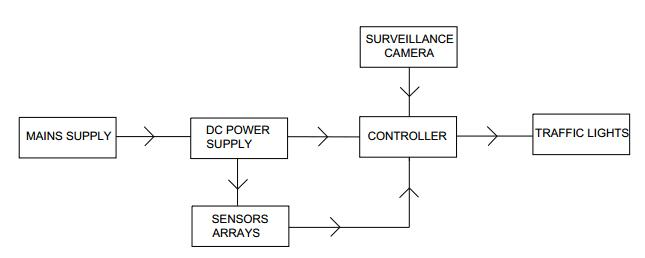 SURVEILLANCE
CAMERA
MAINS SUPPLY
DC POWER
SUPPLY
CONTROLLER
TRAFFIC LIGHTS
SENSORS
ARRAYS